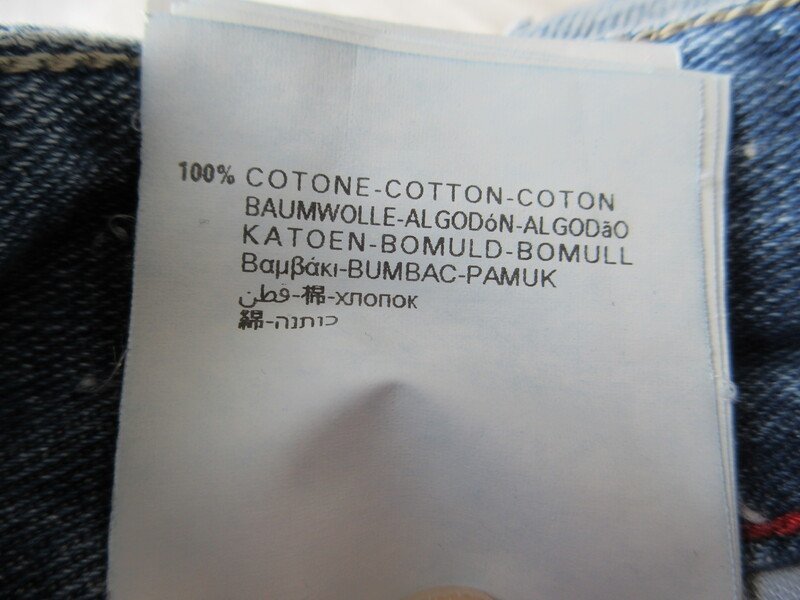 100% COTONE-COTTON-COTON
BAUMWOLLE-ALGODóN-ALGODãO
KATOEN-BOMULD-BOMULL
Βαμβάκι-BUMBAC-PAMUK
قطن-棉-хлопок
綿-כותנה